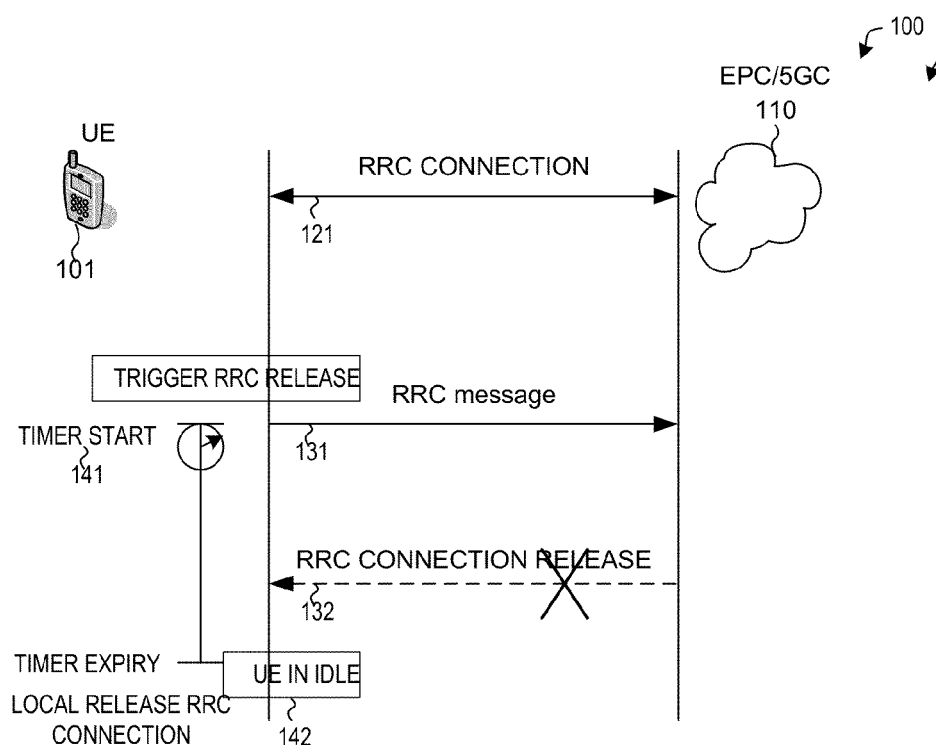 100
EPC/5GC
110
UE
RRC CONNECTION
121
101
TRIGGER RRC RELEASE
RRC message
TIMER START
131
141
RRC CONNECTION RELEASE
132
TIMER EXPIRY
UE IN IDLE
LOCAL RELEASE RRC
CONNECTION
142